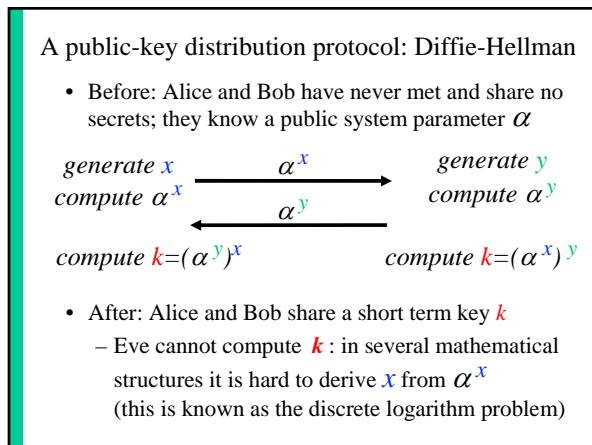 A public-key distribution protocol: Diffie-Hellman
• Before: Alice and Bob have never met and share no
secrets; they know a public system parameter α
generate x
compute α^x
α^x
generate y
compute α^y
α^y
compute k=(α^y)^x
compute k=(α^x)^y
• After: Alice and Bob share a short term key k
– Eve cannot compute k : in several mathematical
structures it is hard to derive x from α^x
(this is known as the discrete logarithm problem)